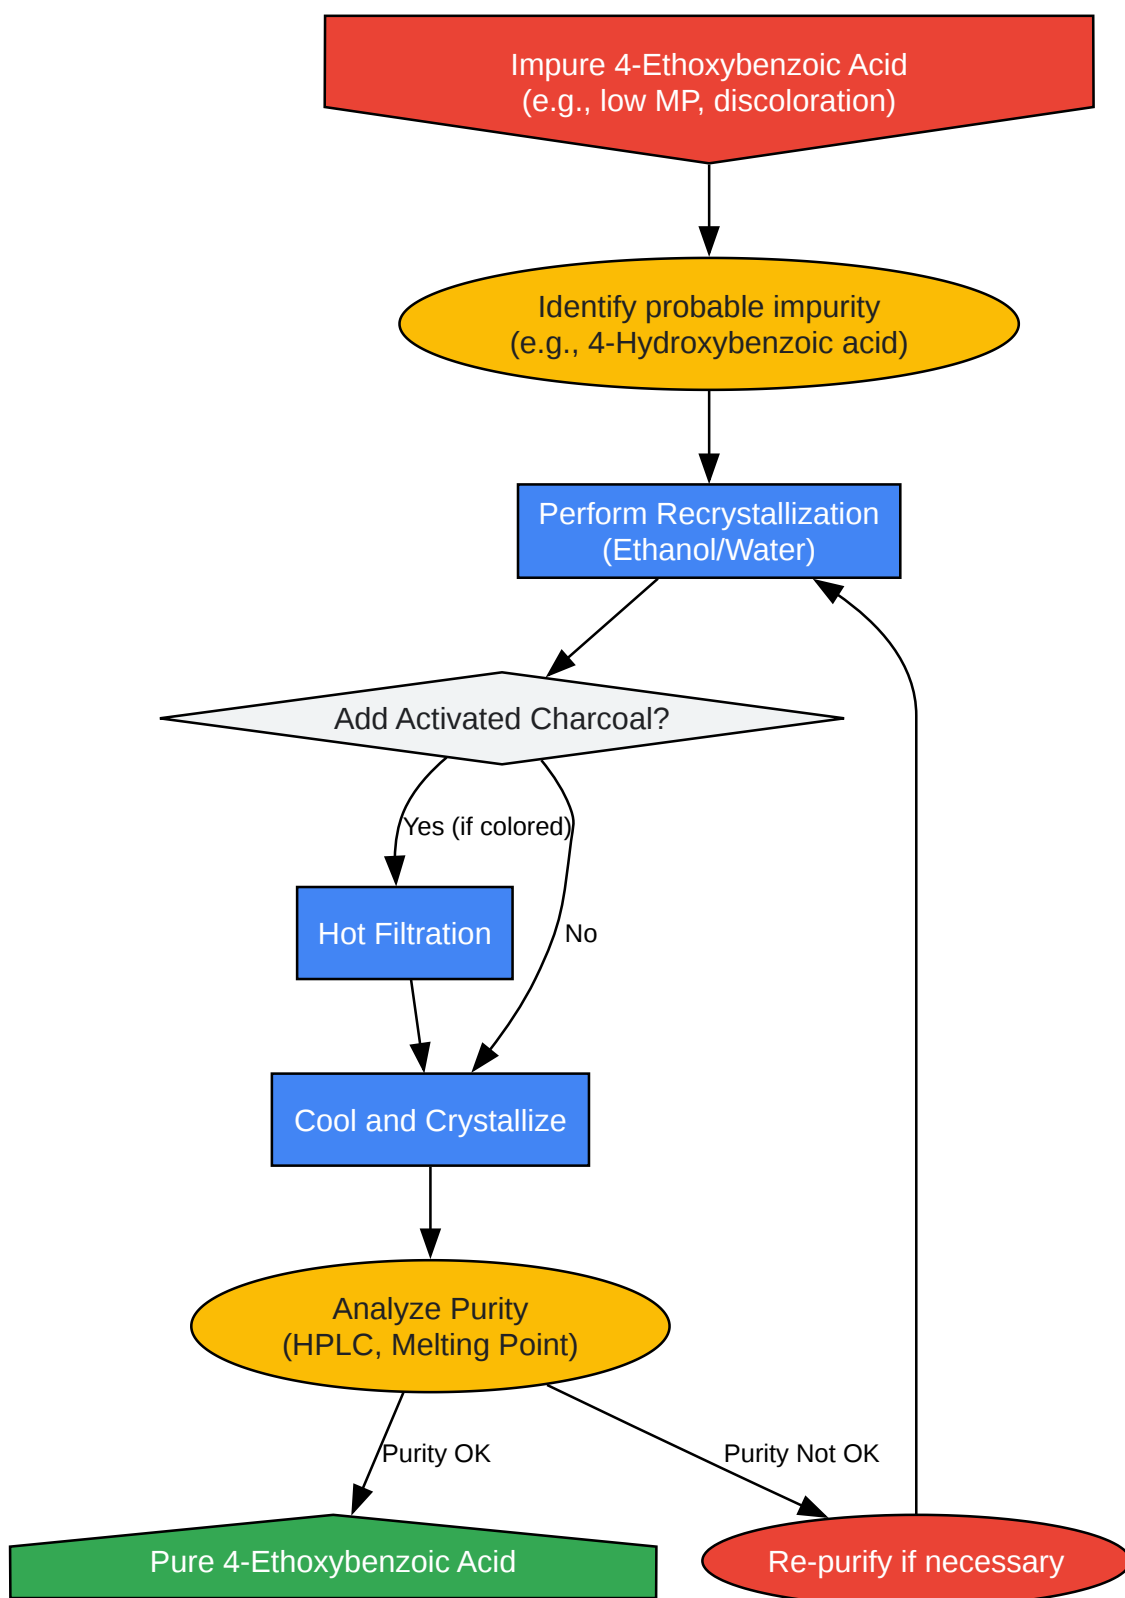 Impure 4-Ethoxybenzoic Acid
(e.g., low MP, discoloration)
Identify probable impurity
(e.g., 4-Hydroxybenzoic acid)
Perform Recrystallization
(Ethanol/Water)
Add Activated Charcoal?
Yes (if colored)
Hot Filtration
No
Cool and Crystallize
Analyze Purity
(HPLC, Melting Point)
Purity OK
Purity Not OK
Pure 4-Ethoxybenzoic Acid
Re-purify if necessary